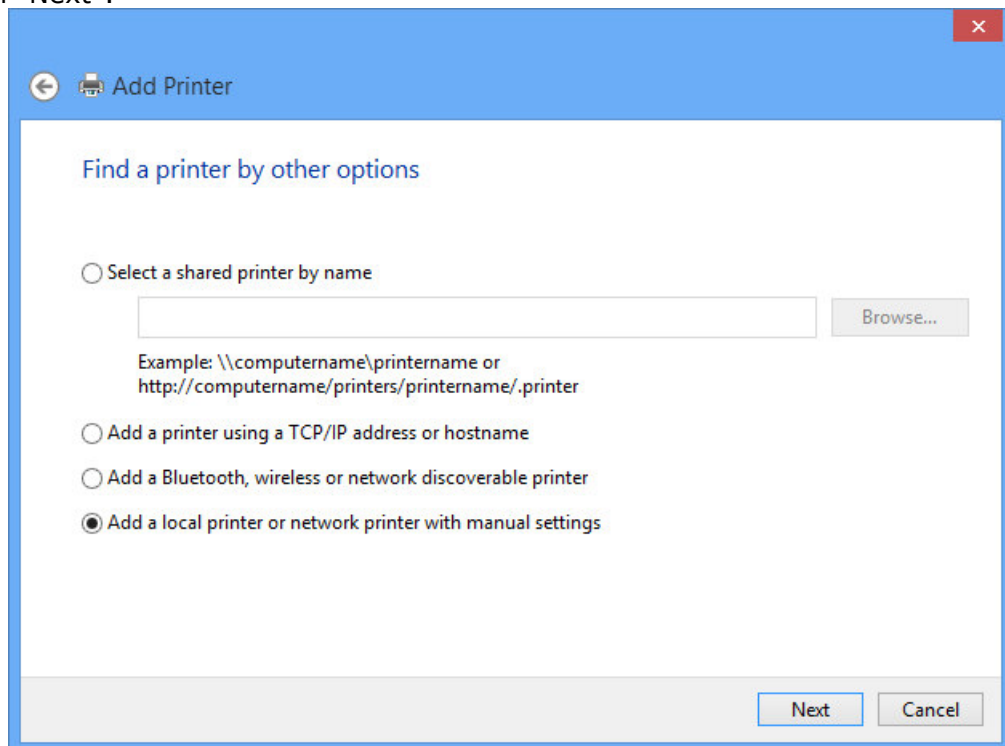 Next
Add Printer
Find a printer by other options
Select a shared printer by name
Browse...
Example: \\computername\printername or
http://computername/printers/printername/.printer
Add a printer using a TCP/IP address or hostname
Add a Bluetooth, wireless or network discoverable printer
Add a local printer or network printer with manual settings
Next
Cancel